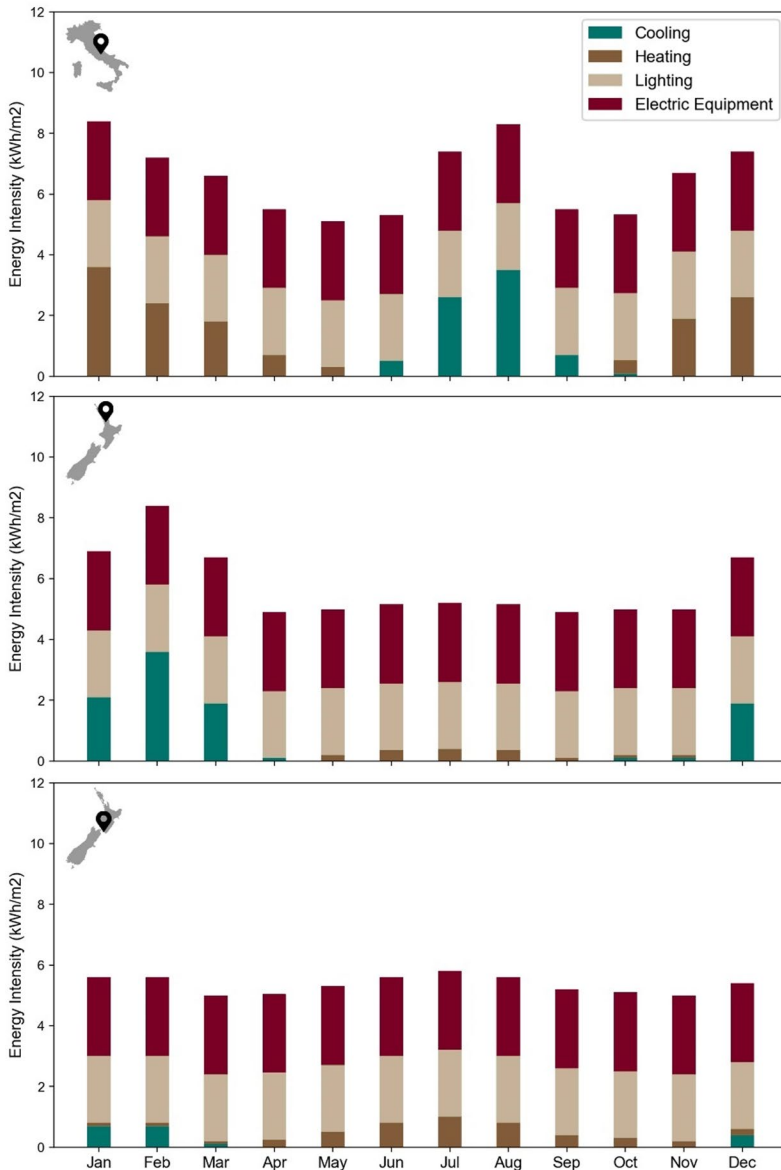 12
10
8
6
4
2
0
Energy Intensity (kWh/m2)
Cooling
Heating
Lighting
Electric Equipment
12
10
8
6
4
2
0
Energy Intensity (kWh/m2)
12
10
8
6
4
2
0
Energy Intensity (kWh/m2)
Jan Feb Mar Apr May Jun Jul Aug Sep Oct Nov Dec